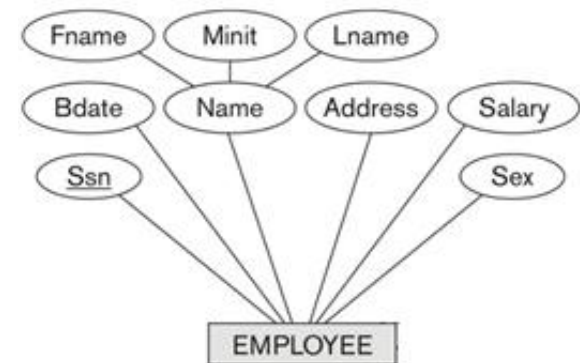 Fname Minit Lname
Bdate Name Address Salary
Ssn Sex
EMPLOYEE